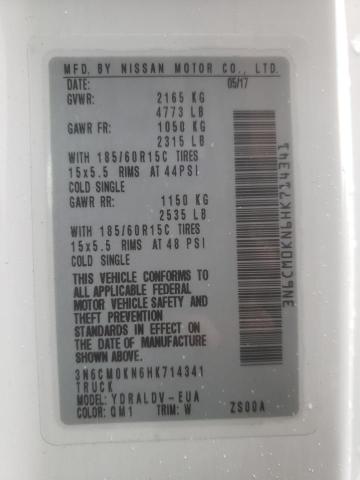 MFD. BY NISSAN MOTOR CO., LTD.
DATE: 05/17
GVWR: 2165 KG
4773 LB
GAWR FR: 1050 KG
2315 LB
WITH 185/60R15C TIRES
15x5.5 RIMS AT 44PSI
COLD SINGLE
GAWR RR: 1150 KG
2535 LB
WITH 185/60R15C TIRES
15x5.5 RIMS AT 48 PSI
COLD SINGLE
THIS VEHICLE CONFORMS TO
ALL APPLICABLE FEDERAL
MOTOR VEHICLE SAFETY AND
THEFT PREVENTION
STANDARDS IN EFFECT ON
THE DATE OF MANUFACTURE
SHOWN ABOVE.
3N6CM0KN6HK714341
TRUCK
MODEL: YDRALDV-EUA
COLOR: QM1 TRIM: W ZS00A
3N6CM0KN6HK714341